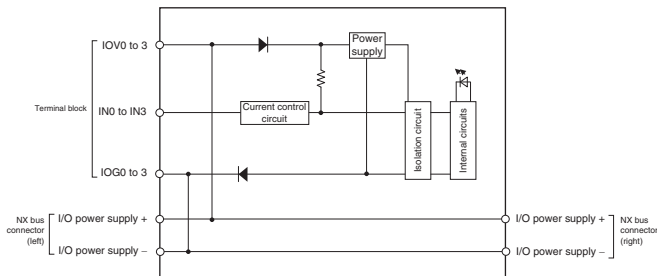 IOV0 to 3
Power
supply
Terminal block
IN0 to IN3
Current control
circuit
Isolation circuit
Internal circuits
IOG0 to 3
NX bus
connector
(left)
I/O power supply +
I/O power supply −
I/O power supply +
I/O power supply −
NX bus
connector
(right)